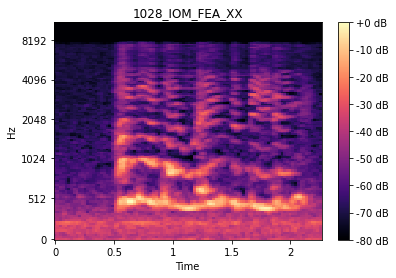 1028_IOM_FEA_XX
+0 dB
8192
-10 dB
4096
-20 dB
-30 dB
2048
Hz
-40 dB
1024
-50 dB
512
-60 dB
-70 dB
0
-80 dB
0 0.5 1 1.5 2
Time